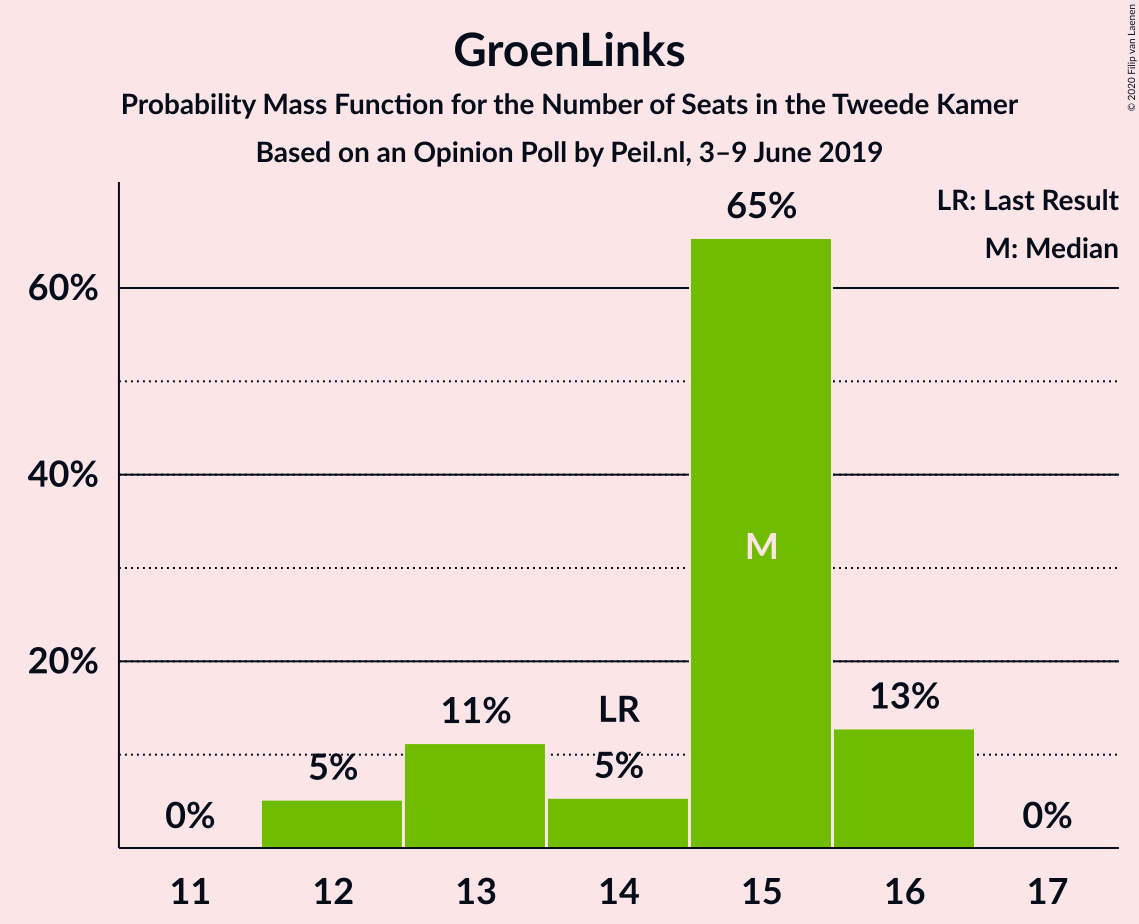 GroenLinks
Probability Mass Function for the Number of Seats in the Tweede Kamer
Based on an Opinion Poll by Peil.nl, 3–9 June 2019
© 2020 Filip van Laenen
LR: Last Result
M: Median
60%
40%
20%
0%
5%
11%
LR
5%
65%
M
13%
0%
11
12
13
14
15
16
17